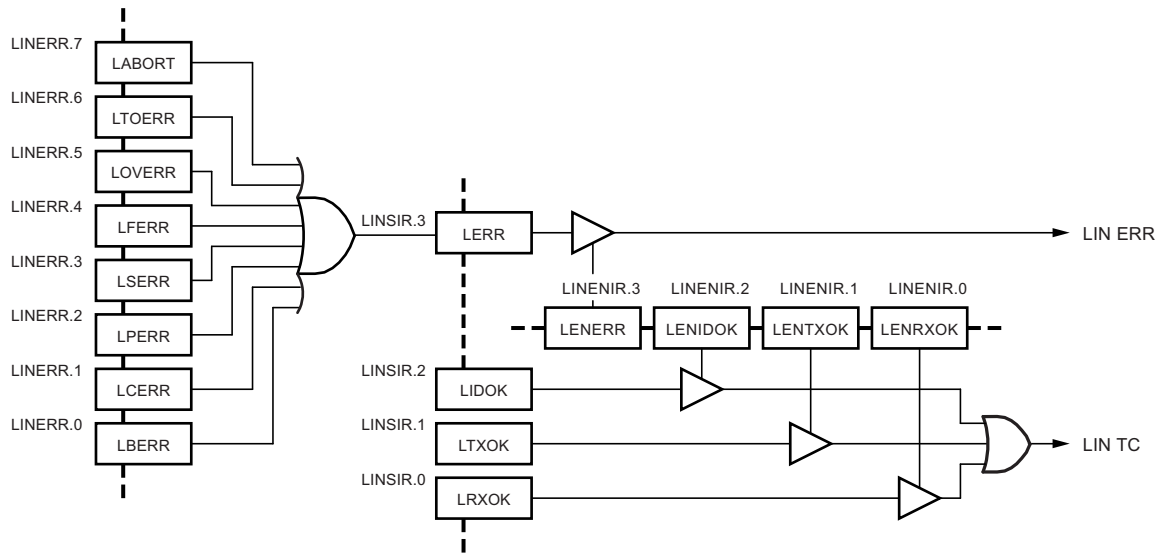 LINERR.7
LABORT
LINERR.6
LTOERR
LINERR.5
LOVERR
LINERR.4
LFERR
LINERR.3
LSERR
LINERR.2
LPERR
LINERR.1
LCERR
LINERR.0
LBERR
LINSIR.3
LERR
LIN ERR
LINENIR.3
LINENIR.2
LINENIR.1
LINENIR.0
LENERR
LENIDOK
LENTXOK
LENRXOK
LINSIR.2
LIDOK
LINSIR.1
LTXOK
LIN TC
LINSIR.0
LRXOK